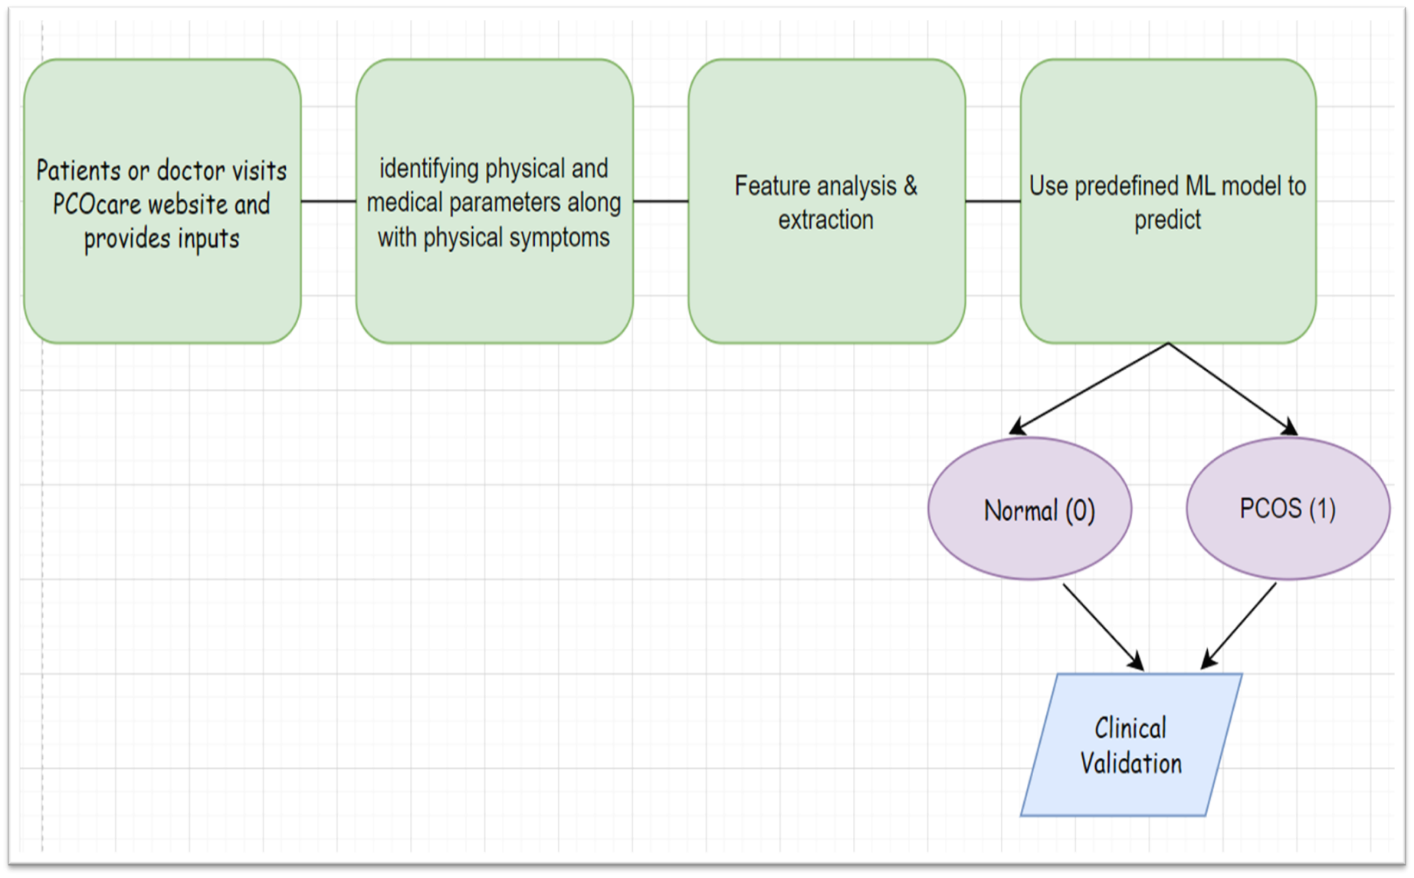 Patients or doctor visits
PCOcare website and
provides inputs
identifying physical and
medical parameters along
with physical symptoms
Feature analysis &
extraction
Use predefined ML model to
predict
Normal (0)
PCOS (1)
Clinical
Validation